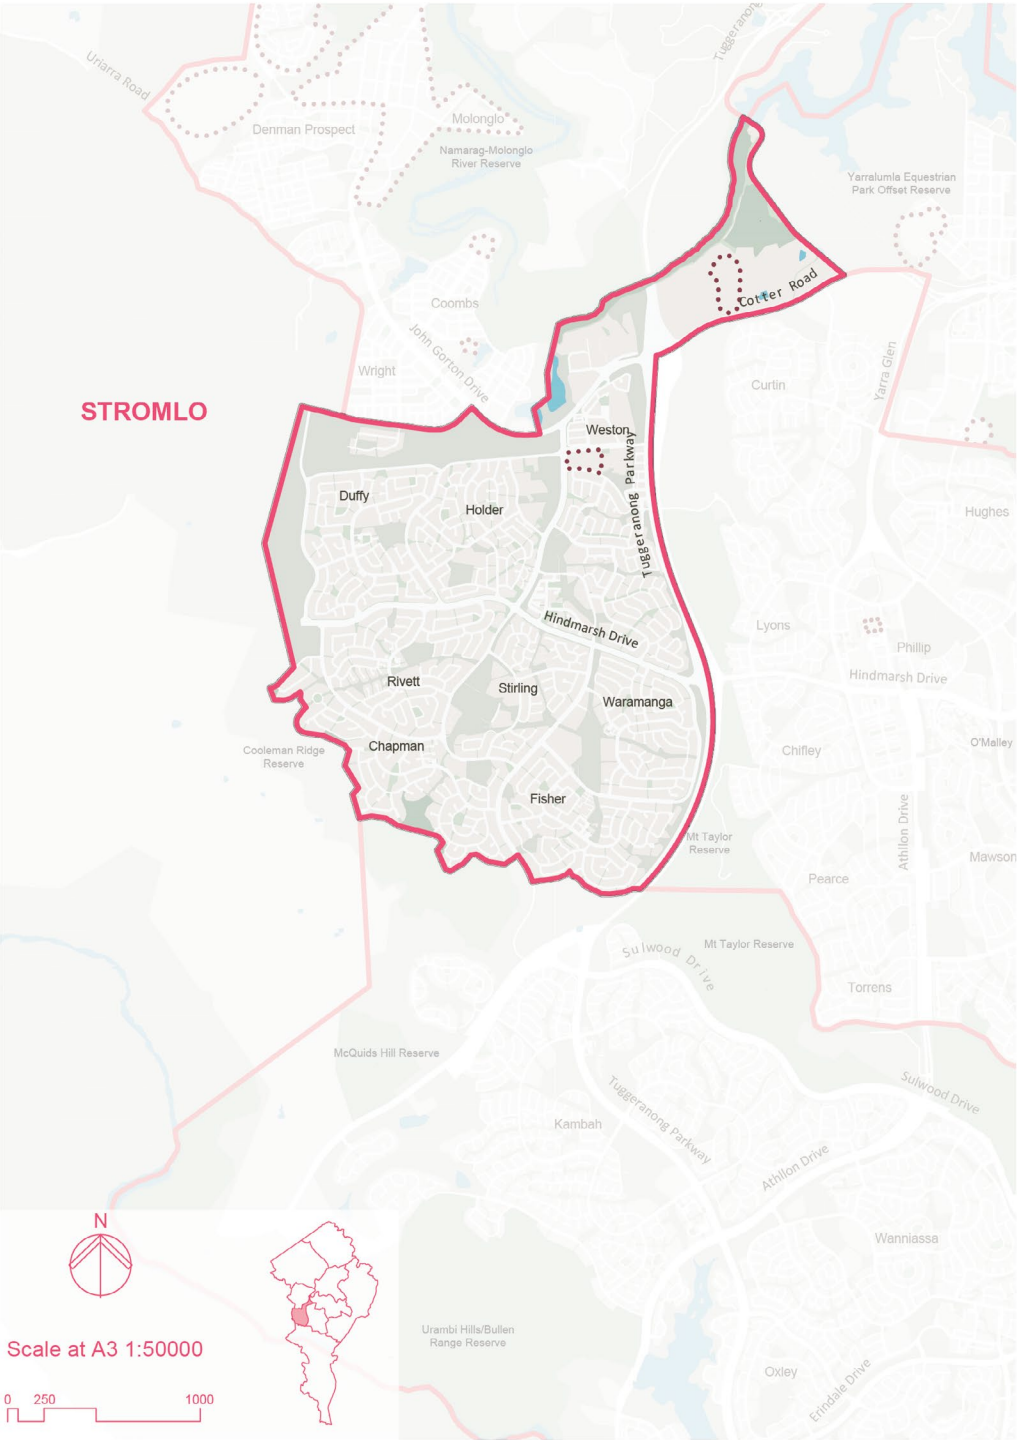 Tuggeranong
Uriarra Road
Molonglo
Denman Prospect
Namarag-Molonglo
River Reserve
Yarralumla Equestrian
Park Offset Reserve
Cotter Road
Coombs
John Gorton Drive
Wright
Curtin
Yarra Glen
STROMLO
Weston
Tuggeranong Parkway
Duffy
Holder
Hughes
Hindmarsh Drive
Lyons
Phillip
Hindmarsh Drive
Rivett
Stirling
Waramanga
Chapman
Cooleman Ridge
Reserve
Chifley
O'Malley
Fisher
Athllon Drive
Mt Taylor
Reserve
Mawson
Pearce
Sulwood Drive
Mt Taylor Reserve
Torrens
McQuids Hill Reserve
Sulwood Drive
Tuggeranong Parkway
Kambah
Athllon Drive
Wanniassa
N
Urambi Hills/Bullen
Range Reserve
Scale at A3 1:50000
Oxley
Erindale Drive
0 250 1000